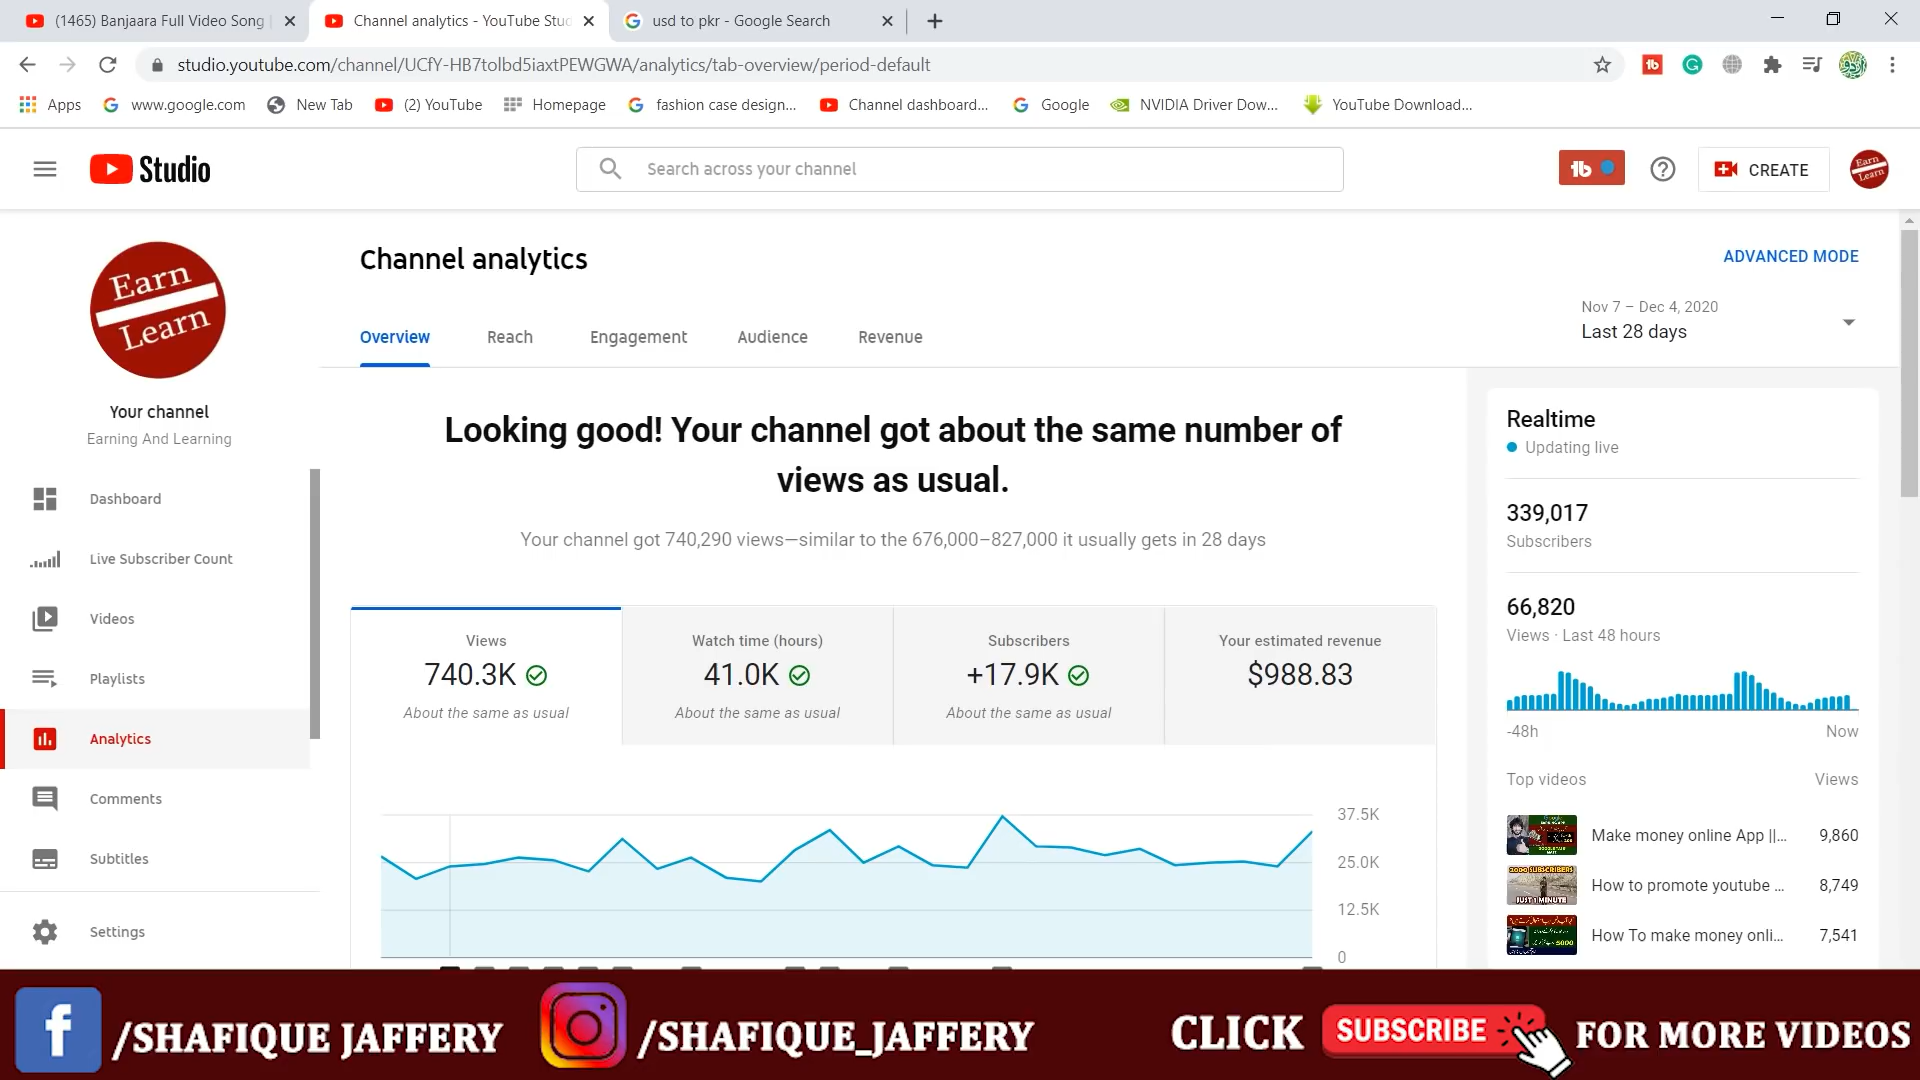 (1465) Banjaara Full Video Song
Channel analytics - YouTube Stud
usd to pkr - Google Search
studio.youtube.com/channel/UCfY-HB7tolbd5iaxtPEWGWA/analytics/tab-overview/period-default
Apps
www.google.com
New Tab
(2) YouTube
Homepage
fashion case design...
Channel dashboard...
Google
NVIDIA Driver Dow...
YouTube Download...
Studio
Search across your channel
CREATE
Earn
Learn
Earn
Learn
Your channel
Earning And Learning
Dashboard
Live Subscriber Count
Videos
Playlists
Analytics
Comments
Subtitles
Settings
Channel analytics
ADVANCED MODE
Nov 7 – Dec 4, 2020
Last 28 days
Overview
Reach
Engagement
Audience
Revenue
Looking good! Your channel got about the same number of
views as usual.
Your channel got 740,290 views—similar to the 676,000–827,000 it usually gets in 28 days
Views
740.3K
About the same as usual
Watch time (hours)
41.0K
About the same as usual
Subscribers
+17.9K
About the same as usual
Your estimated revenue
$988.83
37.5K
25.0K
12.5K
0
Realtime
Updating live
339,017
Subscribers
66,820
Views · Last 48 hours
-48h
Now
Top videos
Views
Make money online App ||...
9,860
2000 SUBSCRIBERS
JUST 1 MINUTE
How to promote youtube ...
8,749
How To make money onli...
7,541
/SHAFIQUE JAFFERY
/SHAFIQUE_JAFFERY
CLICK
SUBSCRIBE
FOR MORE VIDEOS